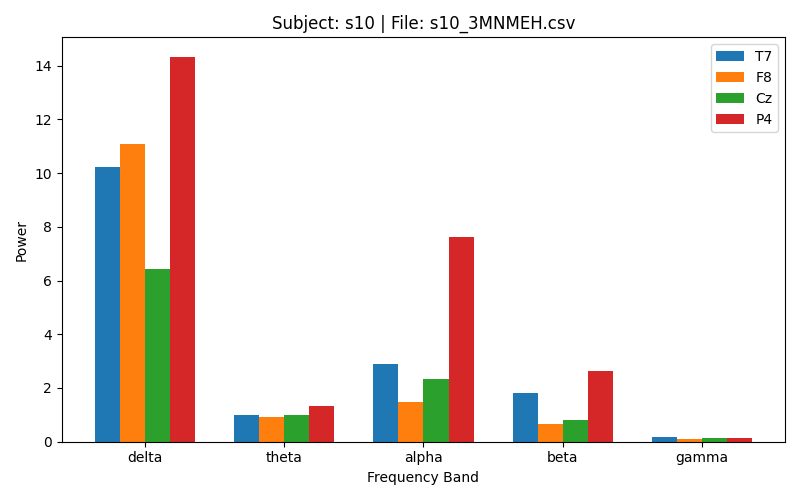 Subject: s10 | File: s10_3MNMEH.csv
Power
14
12
10
8
6
4
2
0
T7
F8
Cz
P4
delta theta alpha beta gamma
Frequency Band